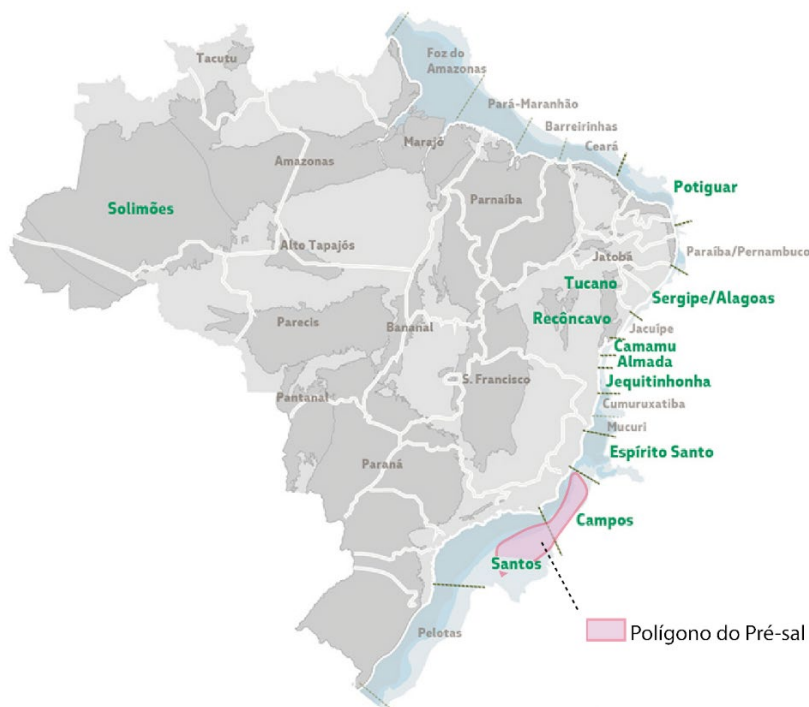 Tacutu
Foz do
Amazonas
Pará-Maranhão
Barreirinhas
Ceará
Marajó
Amazonas
Potiguar
Parnaíba
Solimões
Alto Tapajós
Jatobá
Paraíba/Pernambuco
Tucano
Sergipe/Alagoas
Recôncavo
Parecis
Bananal
Jacuípe
Camamu
Almada
S. Francisco
Jequitinhonha
Pantanal
Cumuruxatiba
Mucuri
Espírito Santo
Paraná
Campos
Santos
Pelotas
Polígono do Pré-sal